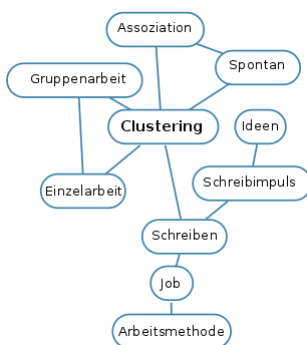 Assoziation
Spontan
Gruppenarbeit
Clustering
Ideen
Einzelarbeit
Schreibimpuls
Schreiben
Job
Arbeitsmethode